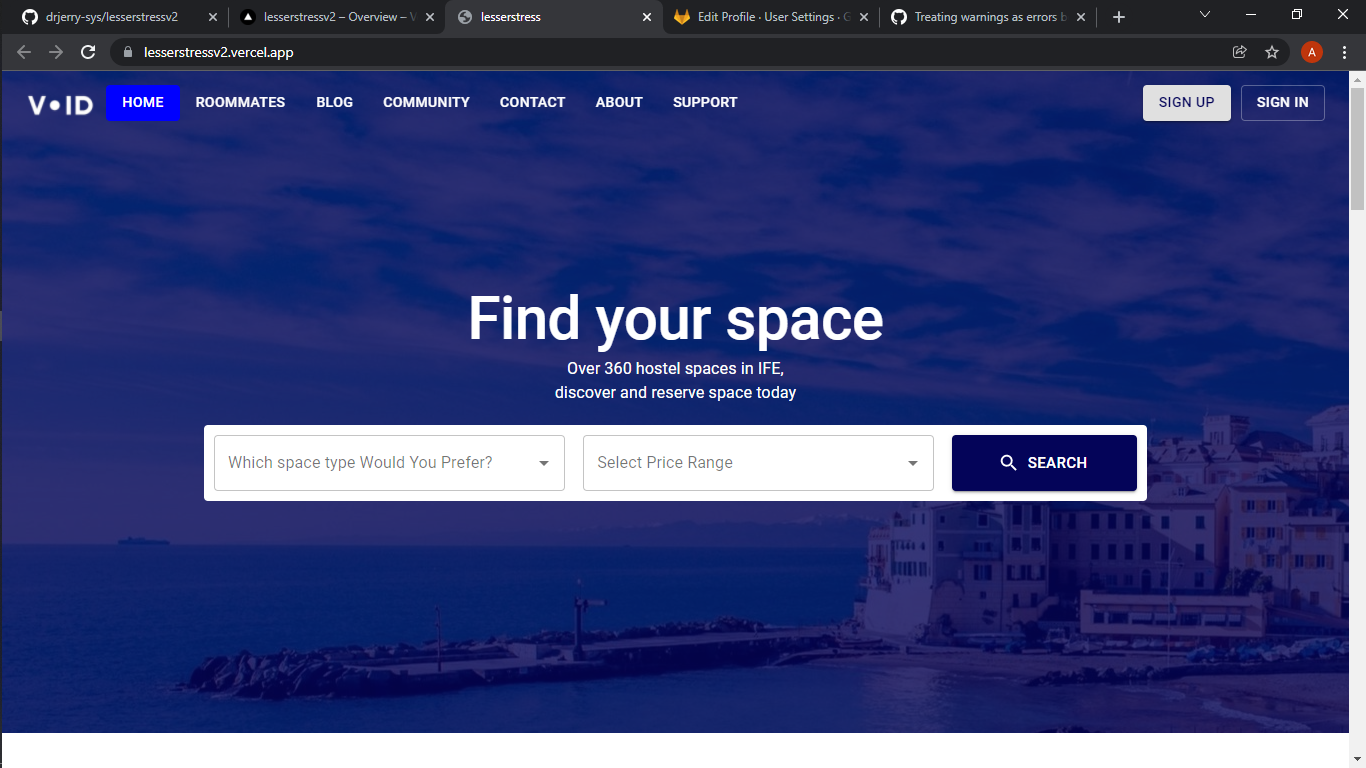 drjerry-sys/lesserstressv2
lesserstressv2 – Overview – V
lesserstress
Edit Profile · User Settings · G
Treating warnings as errors b
lesserstressv2.vercel.app
A
V•ID
HOME
ROOMMATES
BLOG
COMMUNITY
CONTACT
ABOUT
SUPPORT
SIGN UP
SIGN IN
Find your space
Over 360 hostel spaces in IFE,
discover and reserve space today
Which space type Would You Prefer?
Select Price Range
SEARCH